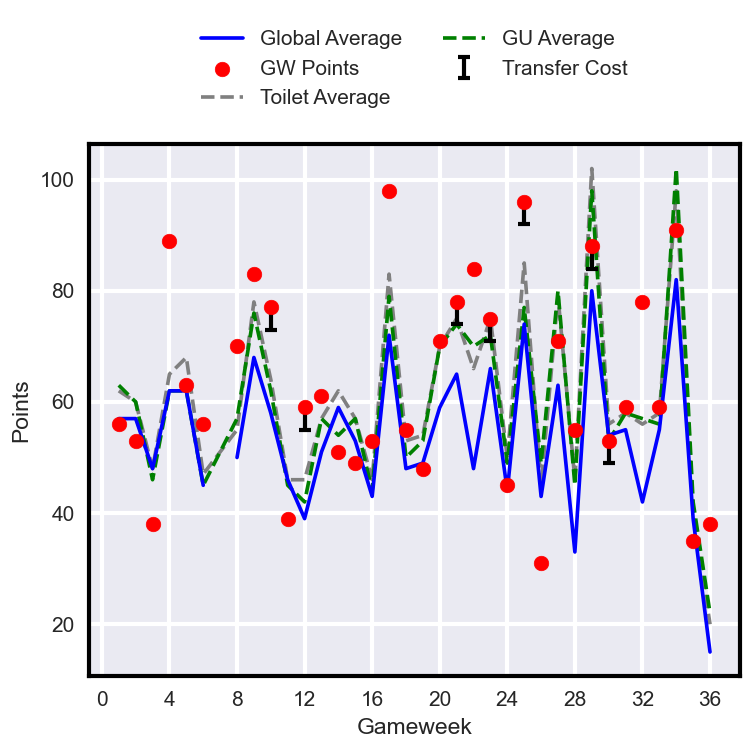 Global Average
GW Points
Toilet Average
GU Average
Transfer Cost
100
80
60
40
20
Points
0 4 8 12 16 20 24 28 32 36
Gameweek